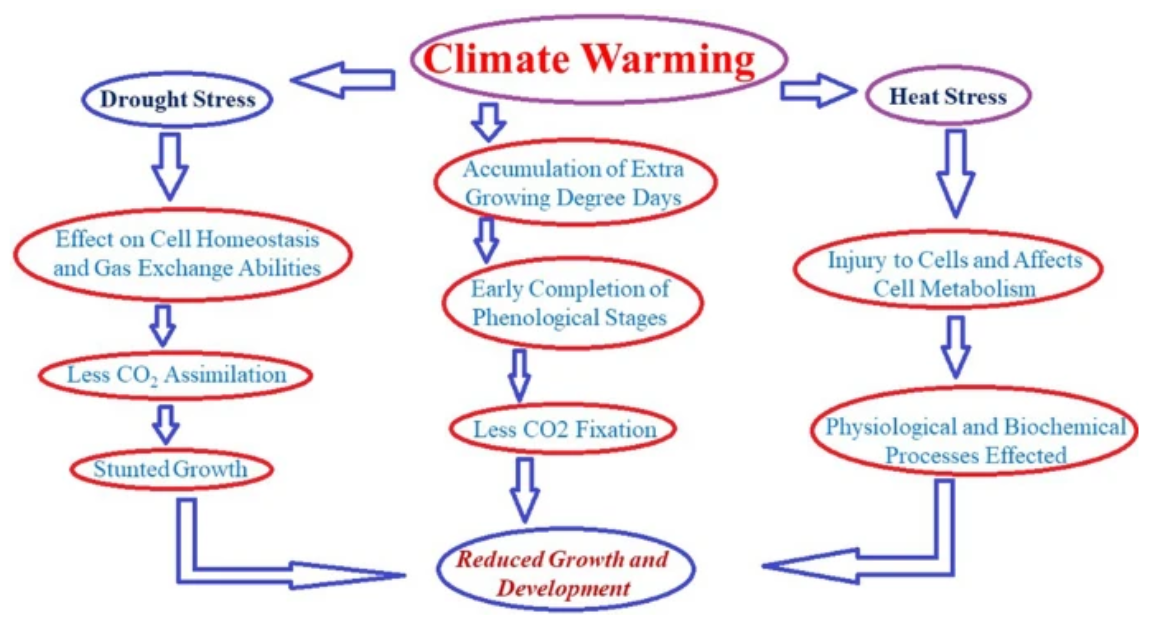 Climate Warming
Drought Stress
Heat Stress
Accumulation of Extra
Growing Degree Days
Effect on Cell Homeostasis
and Gas Exchange Abilities
Early Completion of
Phenological Stages
Injury to Cells and Affects
Cell Metabolism
Less CO₂ Assimilation
Less CO2 Fixation
Physiological and Biochemical
Processes Effected
Stunted Growth
Reduced Growth and
Development